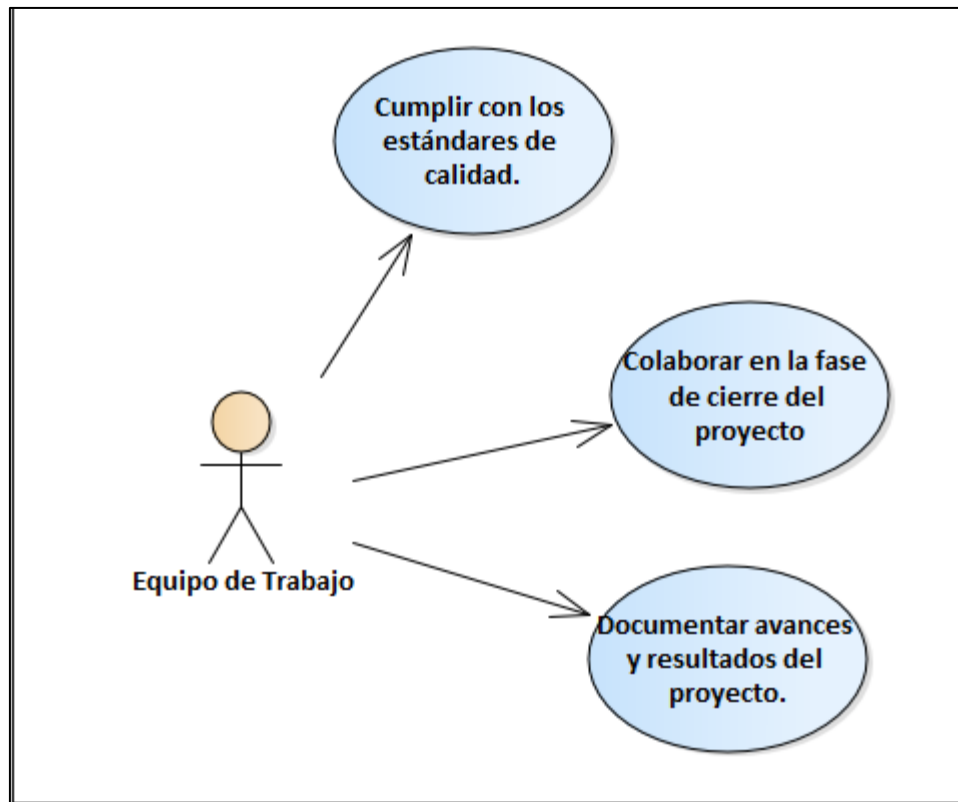 Cumplir con los
estándares de
calidad.
Colaborar en la fase
de cierre del
proyecto
Equipo de Trabajo
Documentar avances
y resultados del
proyecto.